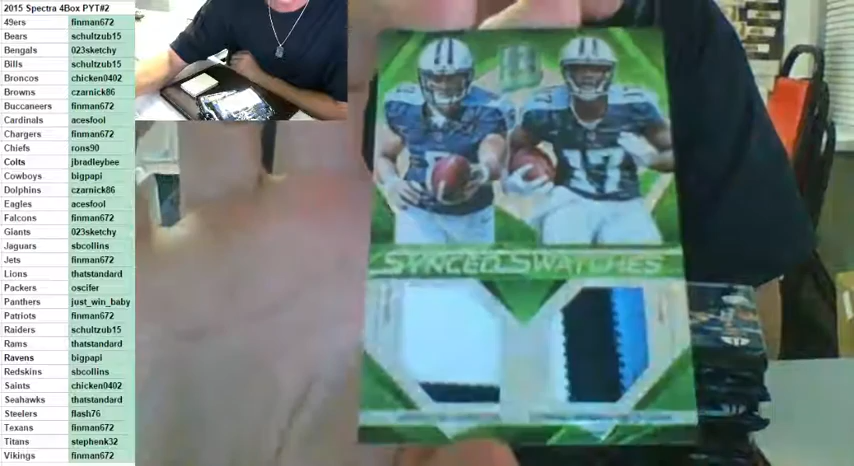 2015 Spectra 4Box PYT#2
49ers finman672
Bears schultzub15
Bengals 023sketchy
Bills schultzub15
Broncos chicken0402
Browns czarnick86
Buccaneers finman672
Cardinals acesfool
Chargers finman672
Chiefs rons90
Colts jbradleybee
Cowboys bigpapi
Dolphins czarnick86
Eagles acesfool
Falcons finman672
Giants 023sketchy
Jaguars sbcollins
Jets finman672
Lions thatstandard
Packers oscifer
Panthers just_win_baby
Patriots finman672
Raiders schultzub15
Rams thatstandard
Ravens bigpapi
Redskins sbcollins
Saints chicken0402
Seahawks thatstandard
Steelers flash76
Texans finman672
Titans stephenk32
Vikings finman672
17
SYNCED SWATCHES